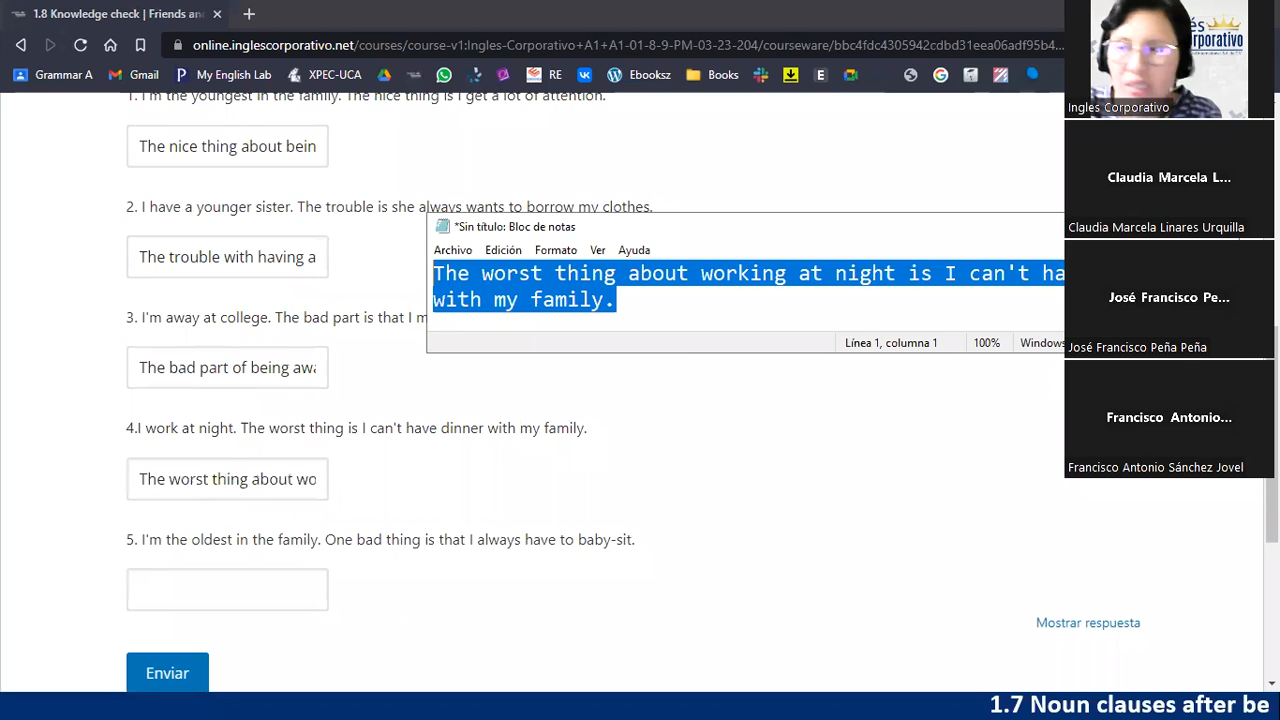 1.8 Knowledge check | Friends and
online.inglescorporativo.net/courses/course-v1:Ingles-Corporativo+A1+A1-01-8-9-PM-03-23-204/courseware/bbc4fdc4305942cdbd31eea06adf95b4...
Grammar A
Gmail
My English Lab
XPEC-UCA
RE
Ebooksz
Books
Ingles Corporativo
1. I'm the youngest in the family. The nice thing is I get a lot of attention.
The nice thing about bein
2. I have a younger sister. The trouble is she always wants to borrow my clothes.
The trouble with having a
*Sin título: Bloc de notas
Archivo Edición Formato Ver Ayuda
The worst thing about working at night is I can't ha
with my family.
Línea 1, columna 1 100% Windows
3. I'm away at college. The bad part is that I m
The bad part of being awa
4.I work at night. The worst thing is I can't have dinner with my family.
The worst thing about wo
5. I'm the oldest in the family. One bad thing is that I always have to baby-sit.
Mostrar respuesta
Enviar
Claudia Marcela L...
Claudia Marcela Linares Urquilla
José Francisco Pe...
José Francisco Peña Peña
Francisco Antonio...
Francisco Antonio Sánchez Jovel
1.7 Noun clauses after be